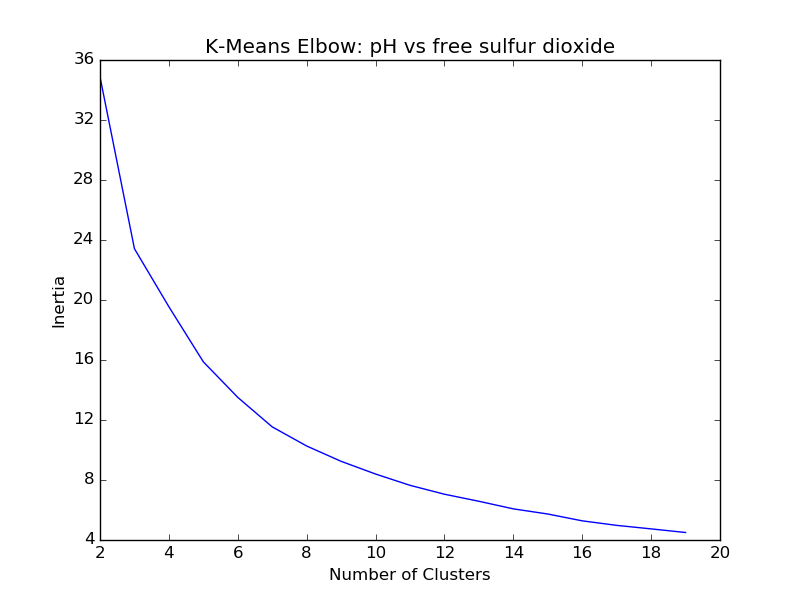 K-Means Elbow: pH vs free sulfur dioxide
36
32
28
24
20
16
12
8
4
Inertia
2 4 6 8 10 12 14 16 18 20
Number of Clusters